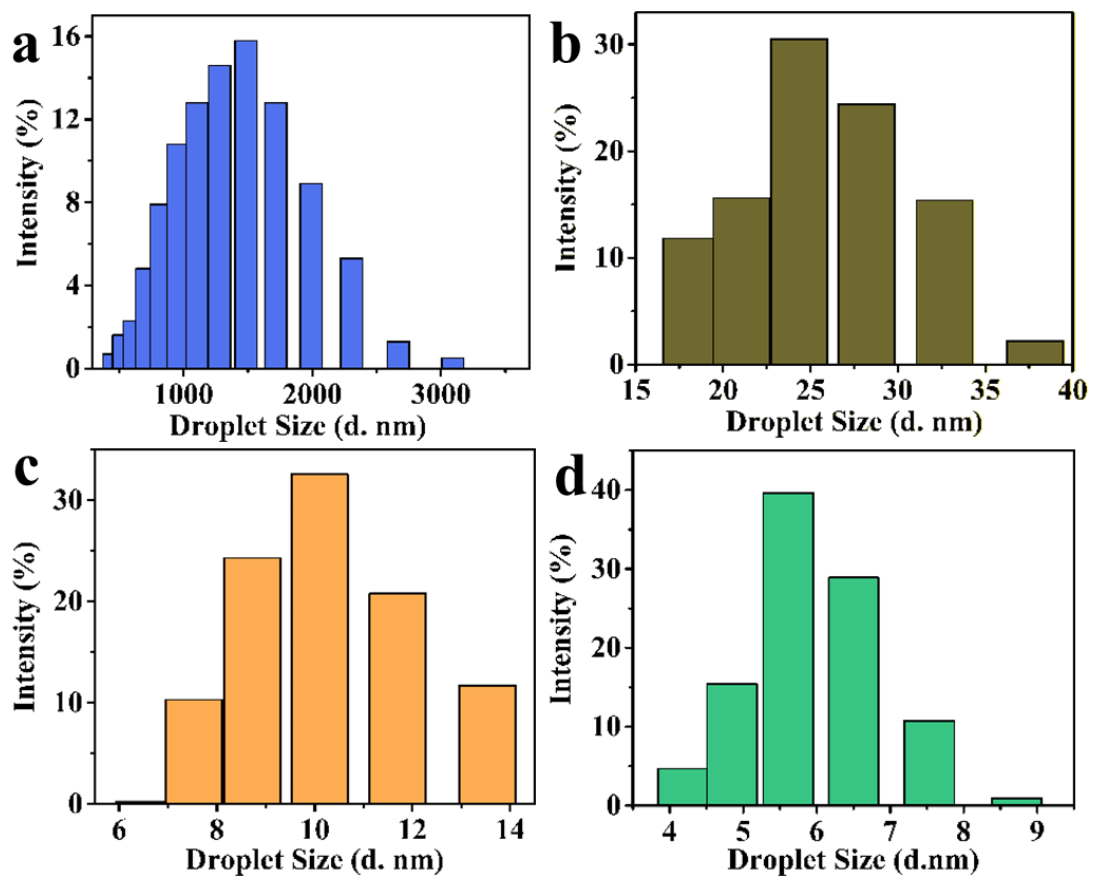 a
16
12
8
4
0
Intensity (%)
1000 2000 3000
Droplet Size (d. nm)
b
30
20
10
0
Intensity (%)
15 20 25 30 35 40
Droplet Size (d. nm)
c
30
20
10
0
Intensity (%)
6 8 10 12 14
Droplet Size (d. nm)
d
40
30
20
10
0
Intensity (%)
4 5 6 7 8 9
Droplet Size (d.nm)